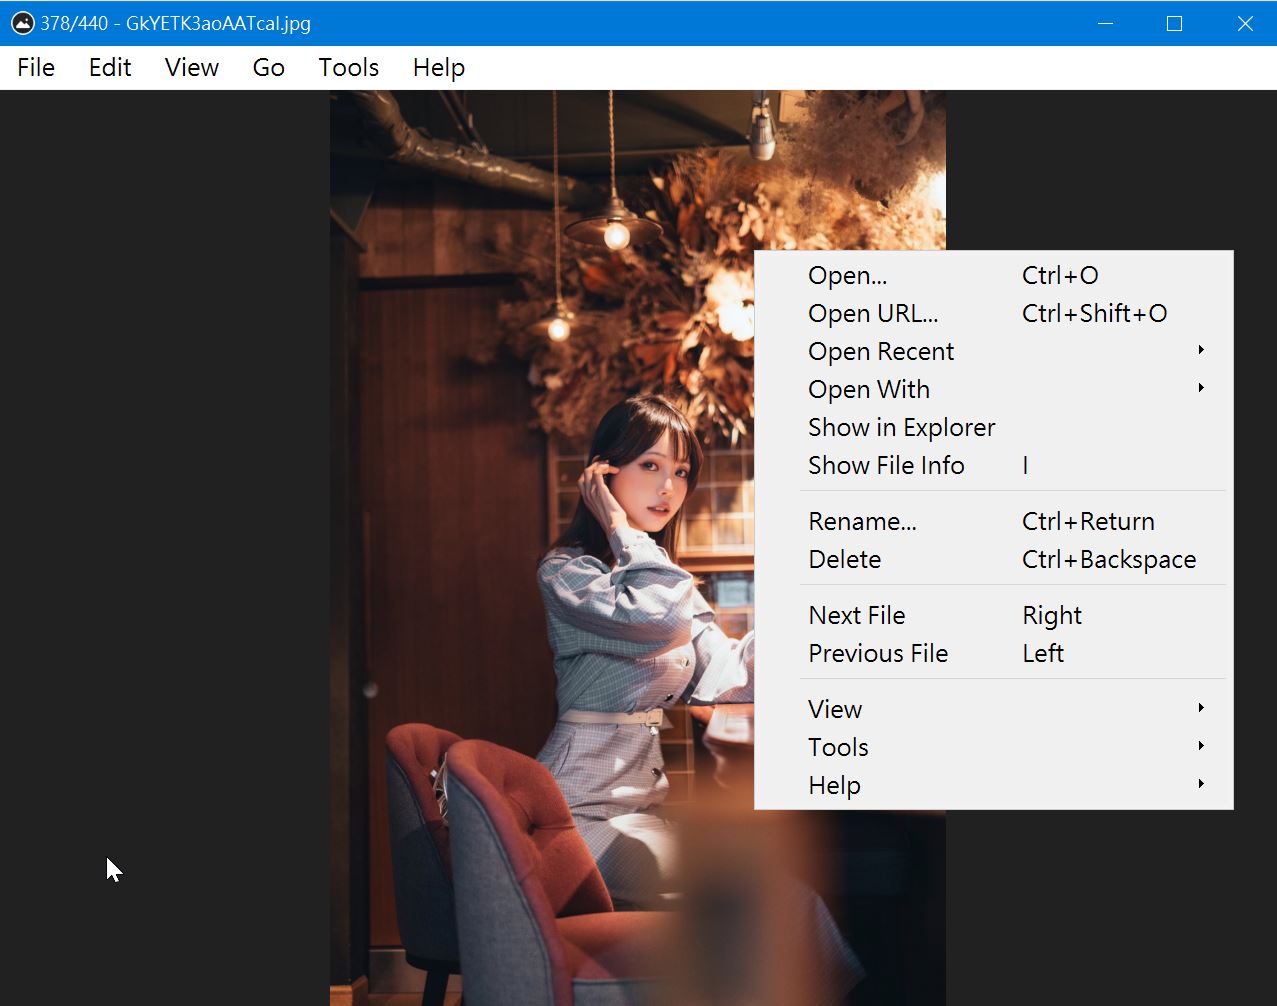 378/440 - GkYETK3aoAATcal.jpg
File Edit View Go Tools Help
Open... Ctrl+O
Open URL... Ctrl+Shift+O
Open Recent
Open With
Show in Explorer
Show File Info I
Rename... Ctrl+Return
Delete Ctrl+Backspace
Next File Right
Previous File Left
View
Tools
Help